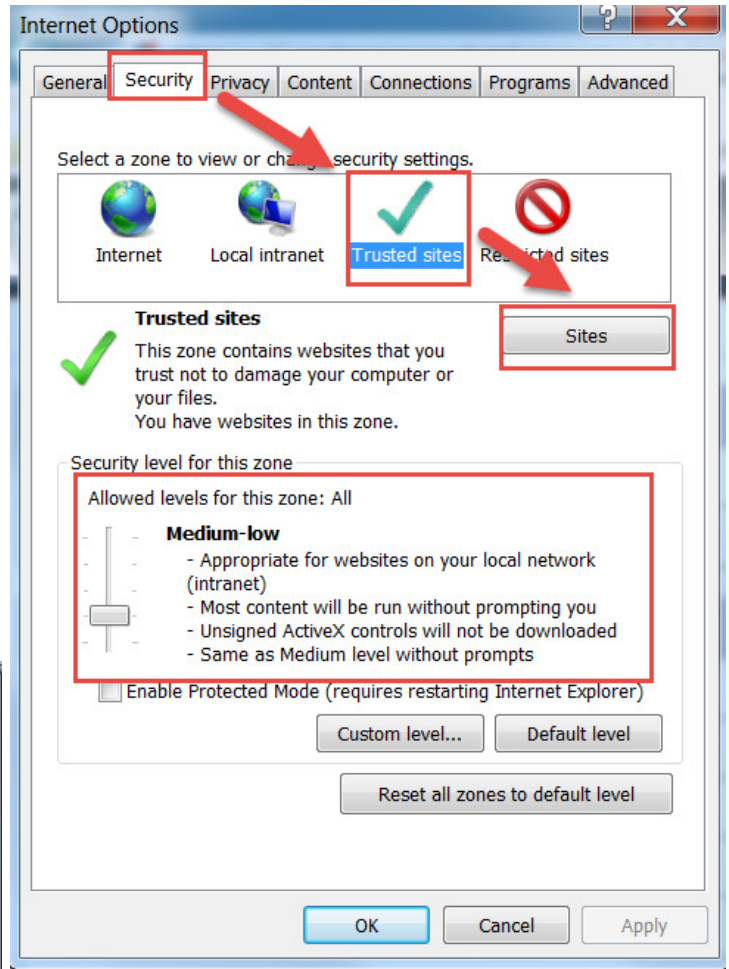 Internet Options
?
X
General Security Privacy Content Connections Programs Advanced
Select a zone to view or change security settings.
Internet Local intranet Trusted sites Restricted sites
Trusted sites
Sites
This zone contains websites that you
trust not to damage your computer or
your files.
You have websites in this zone.
Security level for this zone
Allowed levels for this zone: All
Medium-low
- Appropriate for websites on your local network
(intranet)
- Most content will be run without prompting you
- Unsigned ActiveX controls will not be downloaded
- Same as Medium level without prompts
Enable Protected Mode (requires restarting Internet Explorer)
Custom level... Default level
Reset all zones to default level
OK Cancel Apply